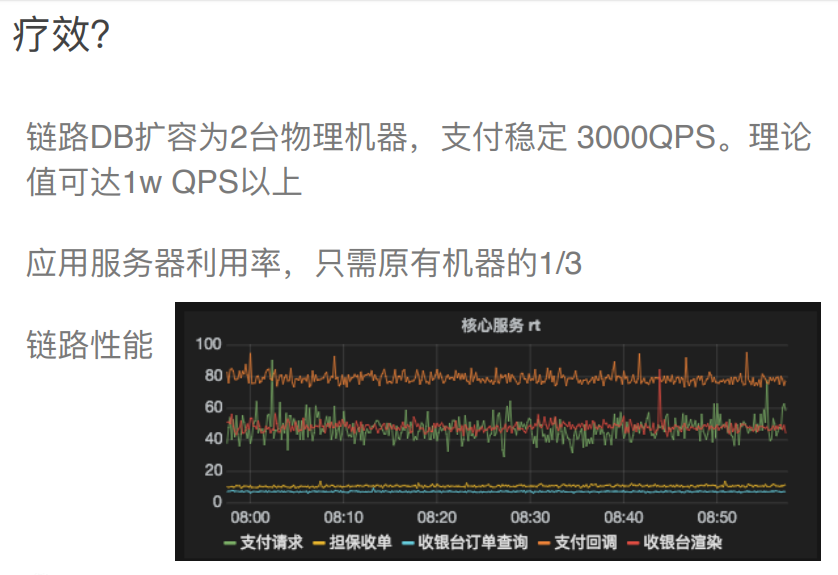 疗效?
链路DB扩容为2台物理机器，支付稳定 3000QPS。理论
值可达1w QPS以上
应用服务器利用率，只需原有机器的1/3
链路性能
核心服务 rt
100
80
60
40
20
0
08:00 08:10 08:20 08:30 08:40 08:50
支付请求 担保收单 收银台订单查询 支付回调 收银台渲染